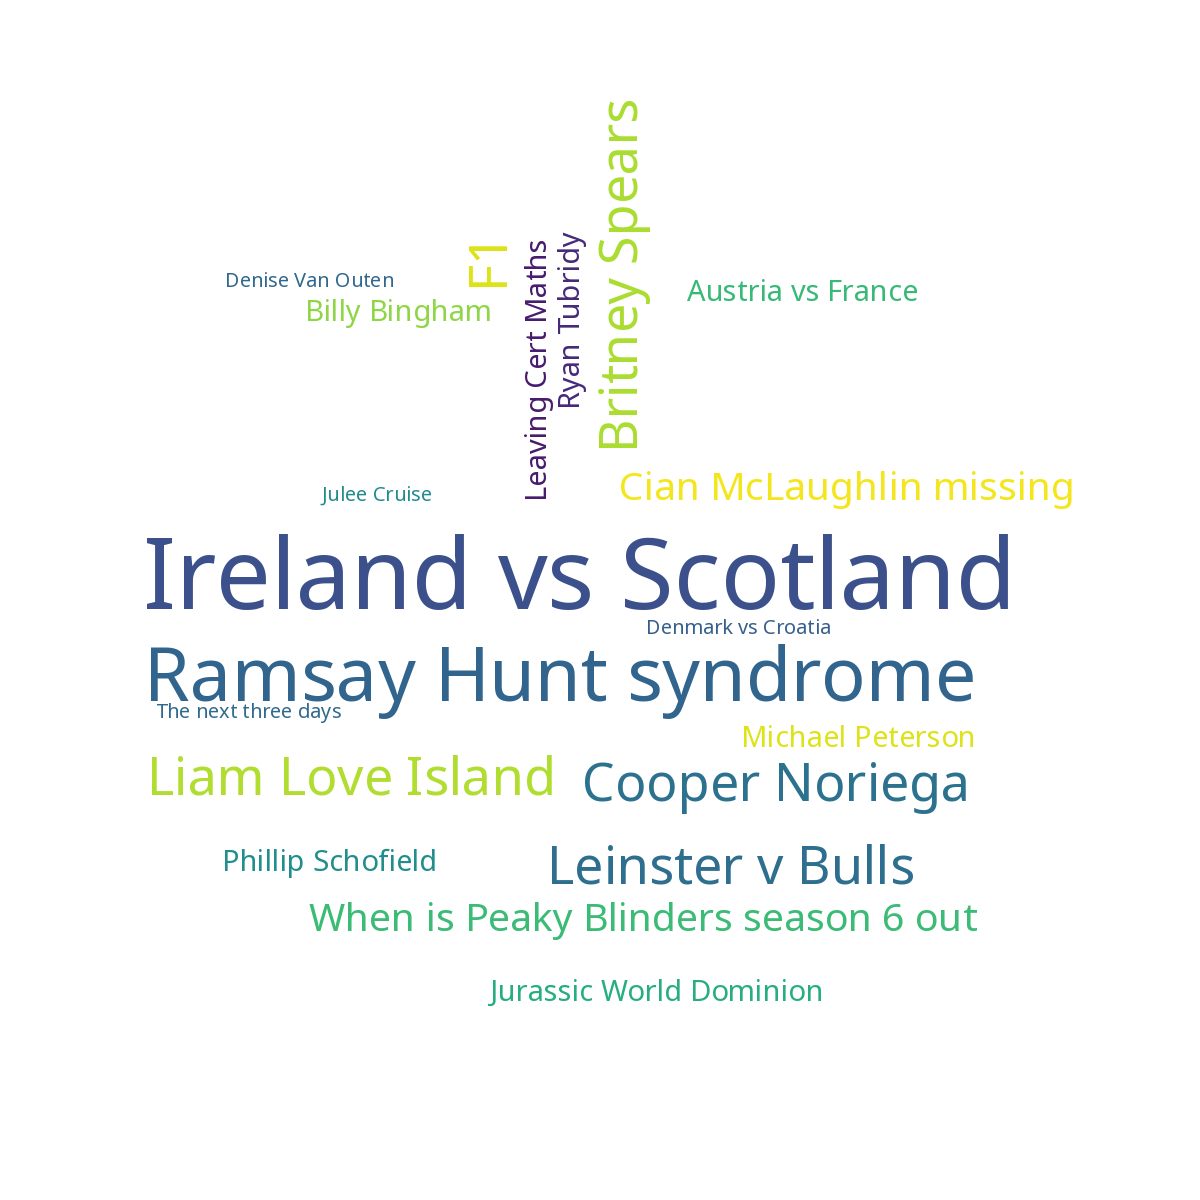 Britney Spears
F1
Leaving Cert Maths
Ryan Tubridy
Denise Van Outen
Austria vs France
Billy Bingham
Cian McLaughlin missing
Julee Cruise
Ireland vs Scotland
Denmark vs Croatia
Ramsay Hunt syndrome
The next three days
Michael Peterson
Liam Love Island
Cooper Noriega
Phillip Schofield
Leinster v Bulls
When is Peaky Blinders season 6 out
Jurassic World Dominion